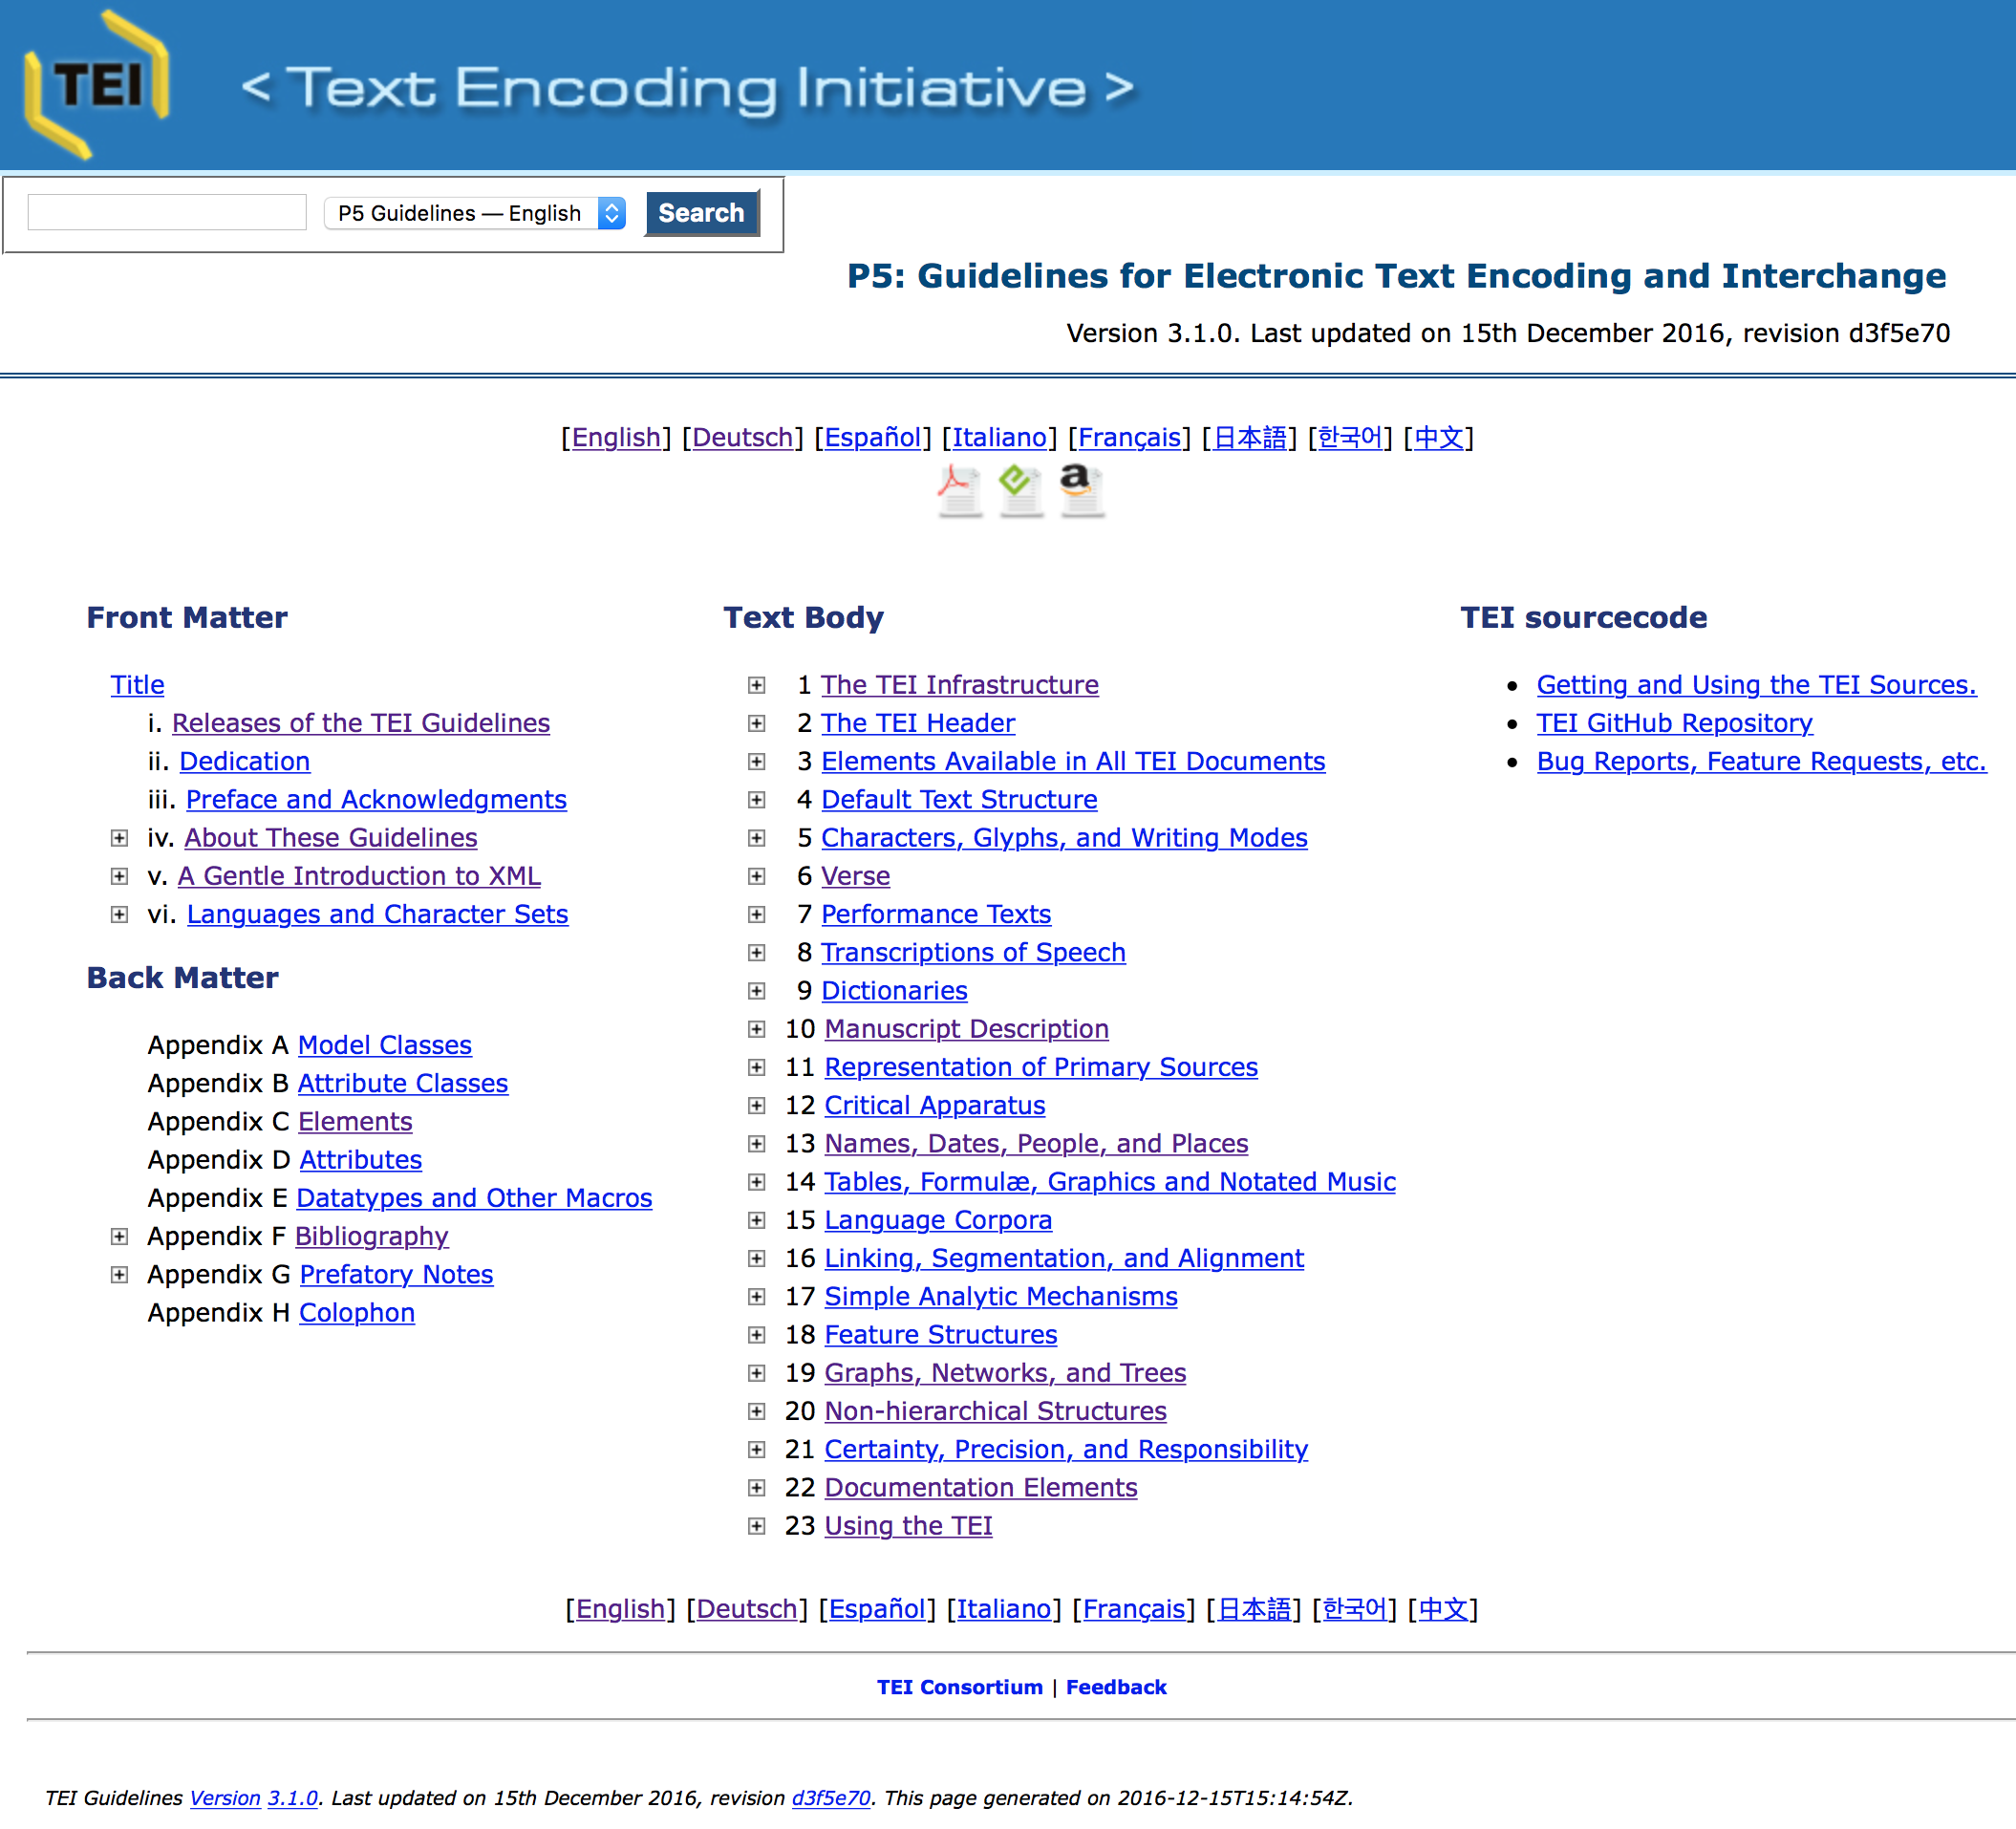 TEI
< Text Encoding Initiative >
P5 Guidelines — English
Search
P5: Guidelines for Electronic Text Encoding and Interchange
Version 3.1.0. Last updated on 15th December 2016, revision d3f5e70
[English] [Deutsch] [Español] [Italiano] [Français] [日本語] [한국어] [中文]
Front Matter
Title
i. Releases of the TEI Guidelines
ii. Dedication
iii. Preface and Acknowledgments
iv. About These Guidelines
v. A Gentle Introduction to XML
vi. Languages and Character Sets
Back Matter
Appendix A Model Classes
Appendix B Attribute Classes
Appendix C Elements
Appendix D Attributes
Appendix E Datatypes and Other Macros
Appendix F Bibliography
Appendix G Prefatory Notes
Appendix H Colophon
Text Body
1 The TEI Infrastructure
2 The TEI Header
3 Elements Available in All TEI Documents
4 Default Text Structure
5 Characters, Glyphs, and Writing Modes
6 Verse
7 Performance Texts
8 Transcriptions of Speech
9 Dictionaries
10 Manuscript Description
11 Representation of Primary Sources
12 Critical Apparatus
13 Names, Dates, People, and Places
14 Tables, Formulæ, Graphics and Notated Music
15 Language Corpora
16 Linking, Segmentation, and Alignment
17 Simple Analytic Mechanisms
18 Feature Structures
19 Graphs, Networks, and Trees
20 Non-hierarchical Structures
21 Certainty, Precision, and Responsibility
22 Documentation Elements
23 Using the TEI
TEI sourcecode
• Getting and Using the TEI Sources.
• TEI GitHub Repository
• Bug Reports, Feature Requests, etc.
[English] [Deutsch] [Español] [Italiano] [Français] [日本語] [한국어] [中文]
TEI Consortium | Feedback
TEI Guidelines Version 3.1.0. Last updated on 15th December 2016, revision d3f5e70. This page generated on 2016-12-15T15:14:54Z.